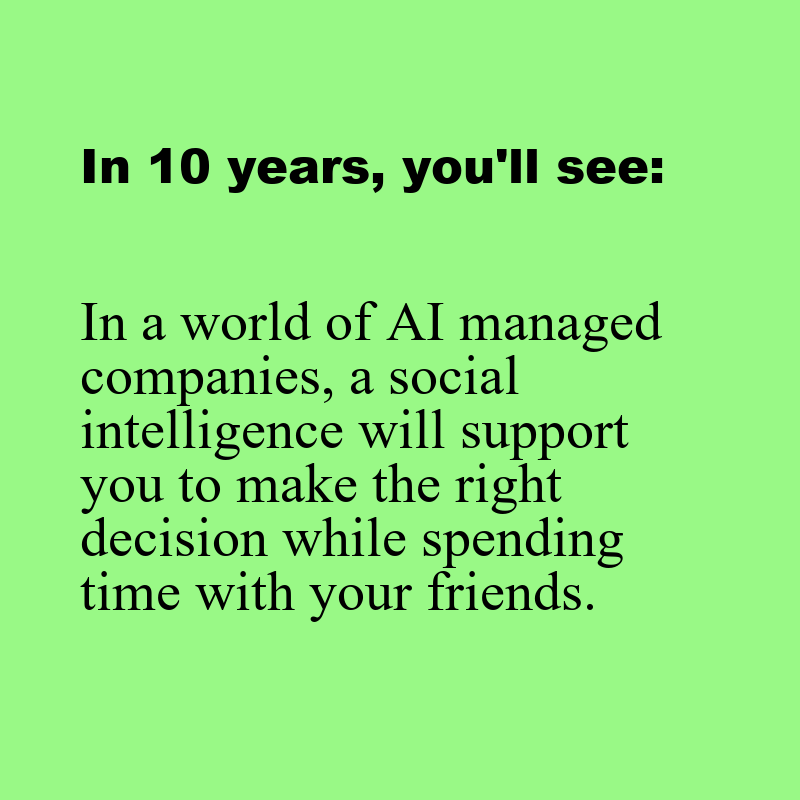 In 10 years, you'll see:
In a world of AI managed
companies, a social
intelligence will support
you to make the right
decision while spending
time with your friends.